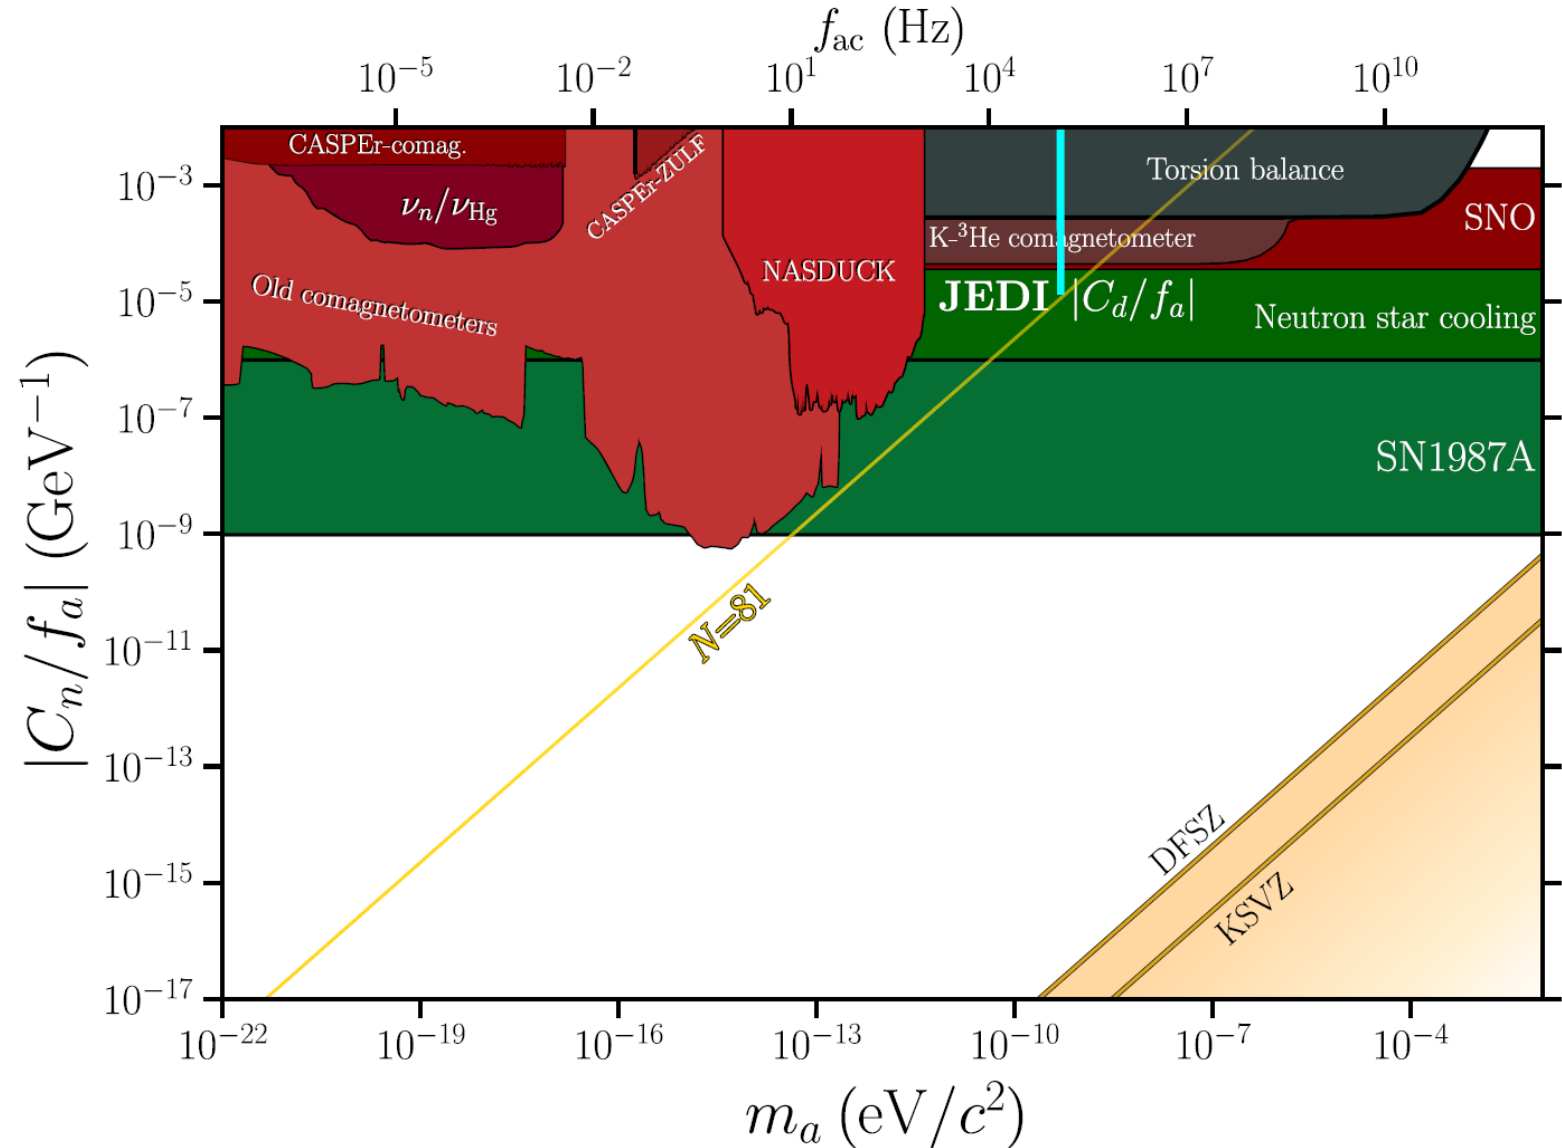 f_ac (Hz)
10^−5 10^−2 10^1 10^4 10^7 10^10
CASPEr-comag.
ν_n/ν_Hg
CASPEr-ZULF
Torsion balance
10^−3
SNO
K-³He comagnetometer
Old comagnetometers
NASDUCK
10^−5
JEDI |C_d/f_a|
Neutron star cooling
10^−7
SN1987A
10^−9
|C_n/f_a| (GeV^−1)
N=81
10^−11
10^−13
10^−15
DFSZ
KSVZ
10^−17
10^−22 10^−19 10^−16 10^−13 10^−10 10^−7 10^−4
m_a (eV/c²)